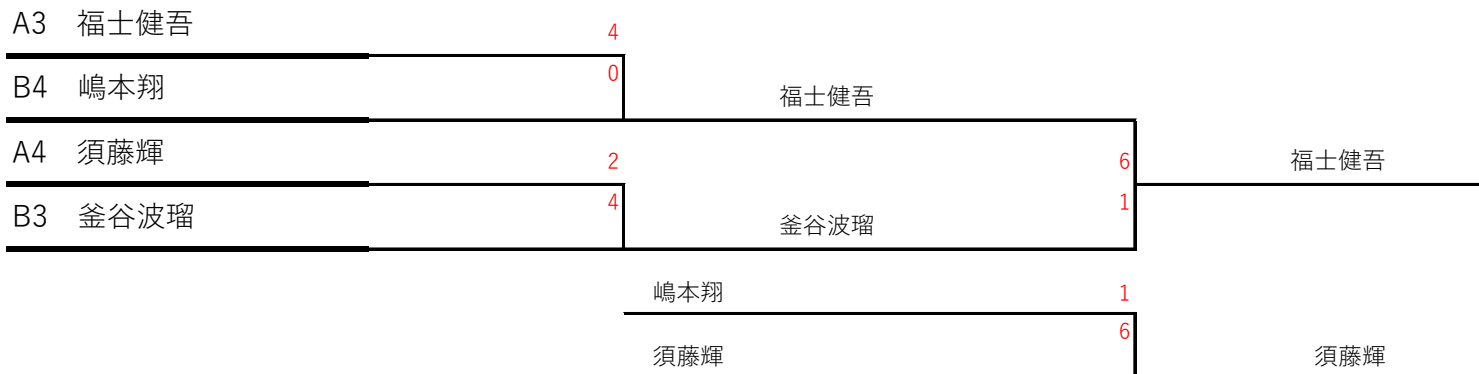 A3 福士健吾 4
0
B4 嶋本翔
福士健吾
A4 須藤輝 2 6
福士健吾
4 1
B3 釜谷波瑠
釜谷波瑠
嶋本翔 1
6
須藤輝
須藤輝